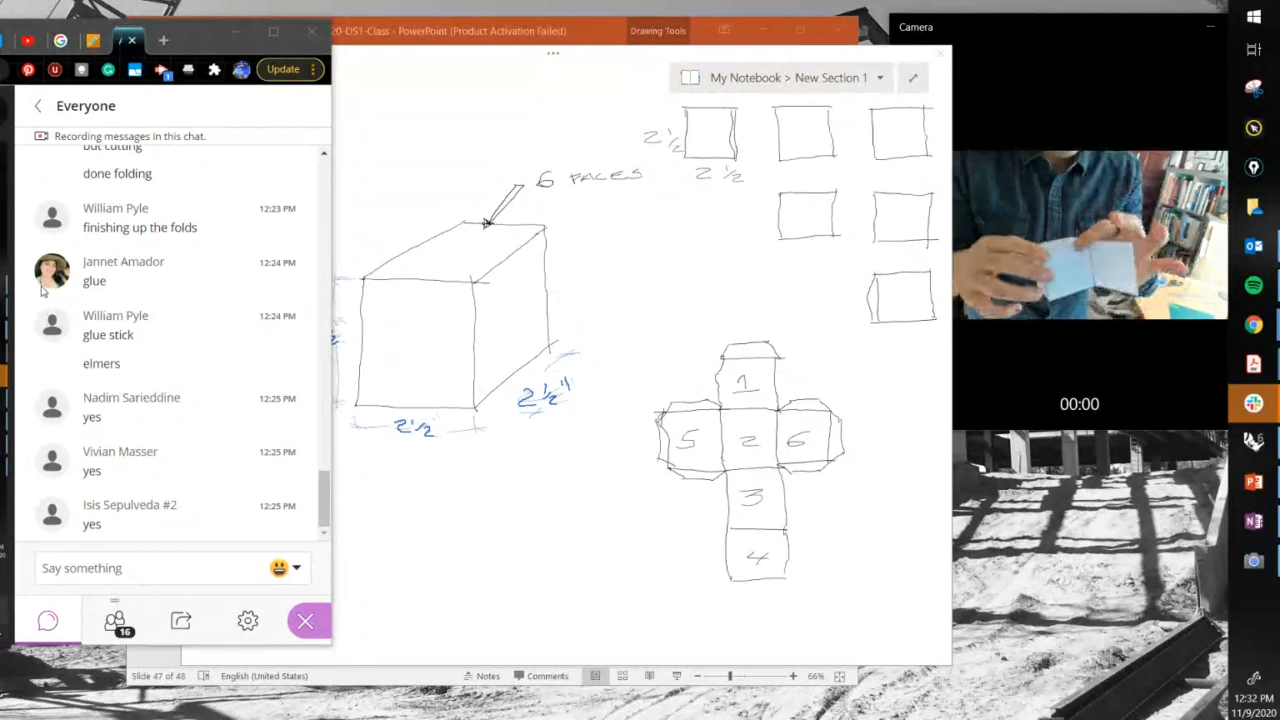 20-DS1-Class - PowerPoint (Product Activation Failed)
Drawing Tools
Camera
Update
My Notebook > New Section 1
Everyone
Recording messages in this chat.
but cutting
done folding
William Pyle
12:23 PM
finishing up the folds
Jannet Amador
12:24 PM
glue
William Pyle
12:24 PM
glue stick
elmers
Nadim Sarieddine
12:25 PM
yes
Vivian Masser
12:25 PM
yes
Isis Sepulveda #2
12:25 PM
yes
Say something
16
6 FACES
2 1/2
2 1/2
2 1/2
2 1/2"
1
5 2 6
3
4
00:00
Slide 47 of 48
English (United States)
Notes
Comments
66%
12:32 PM
11/9/2020